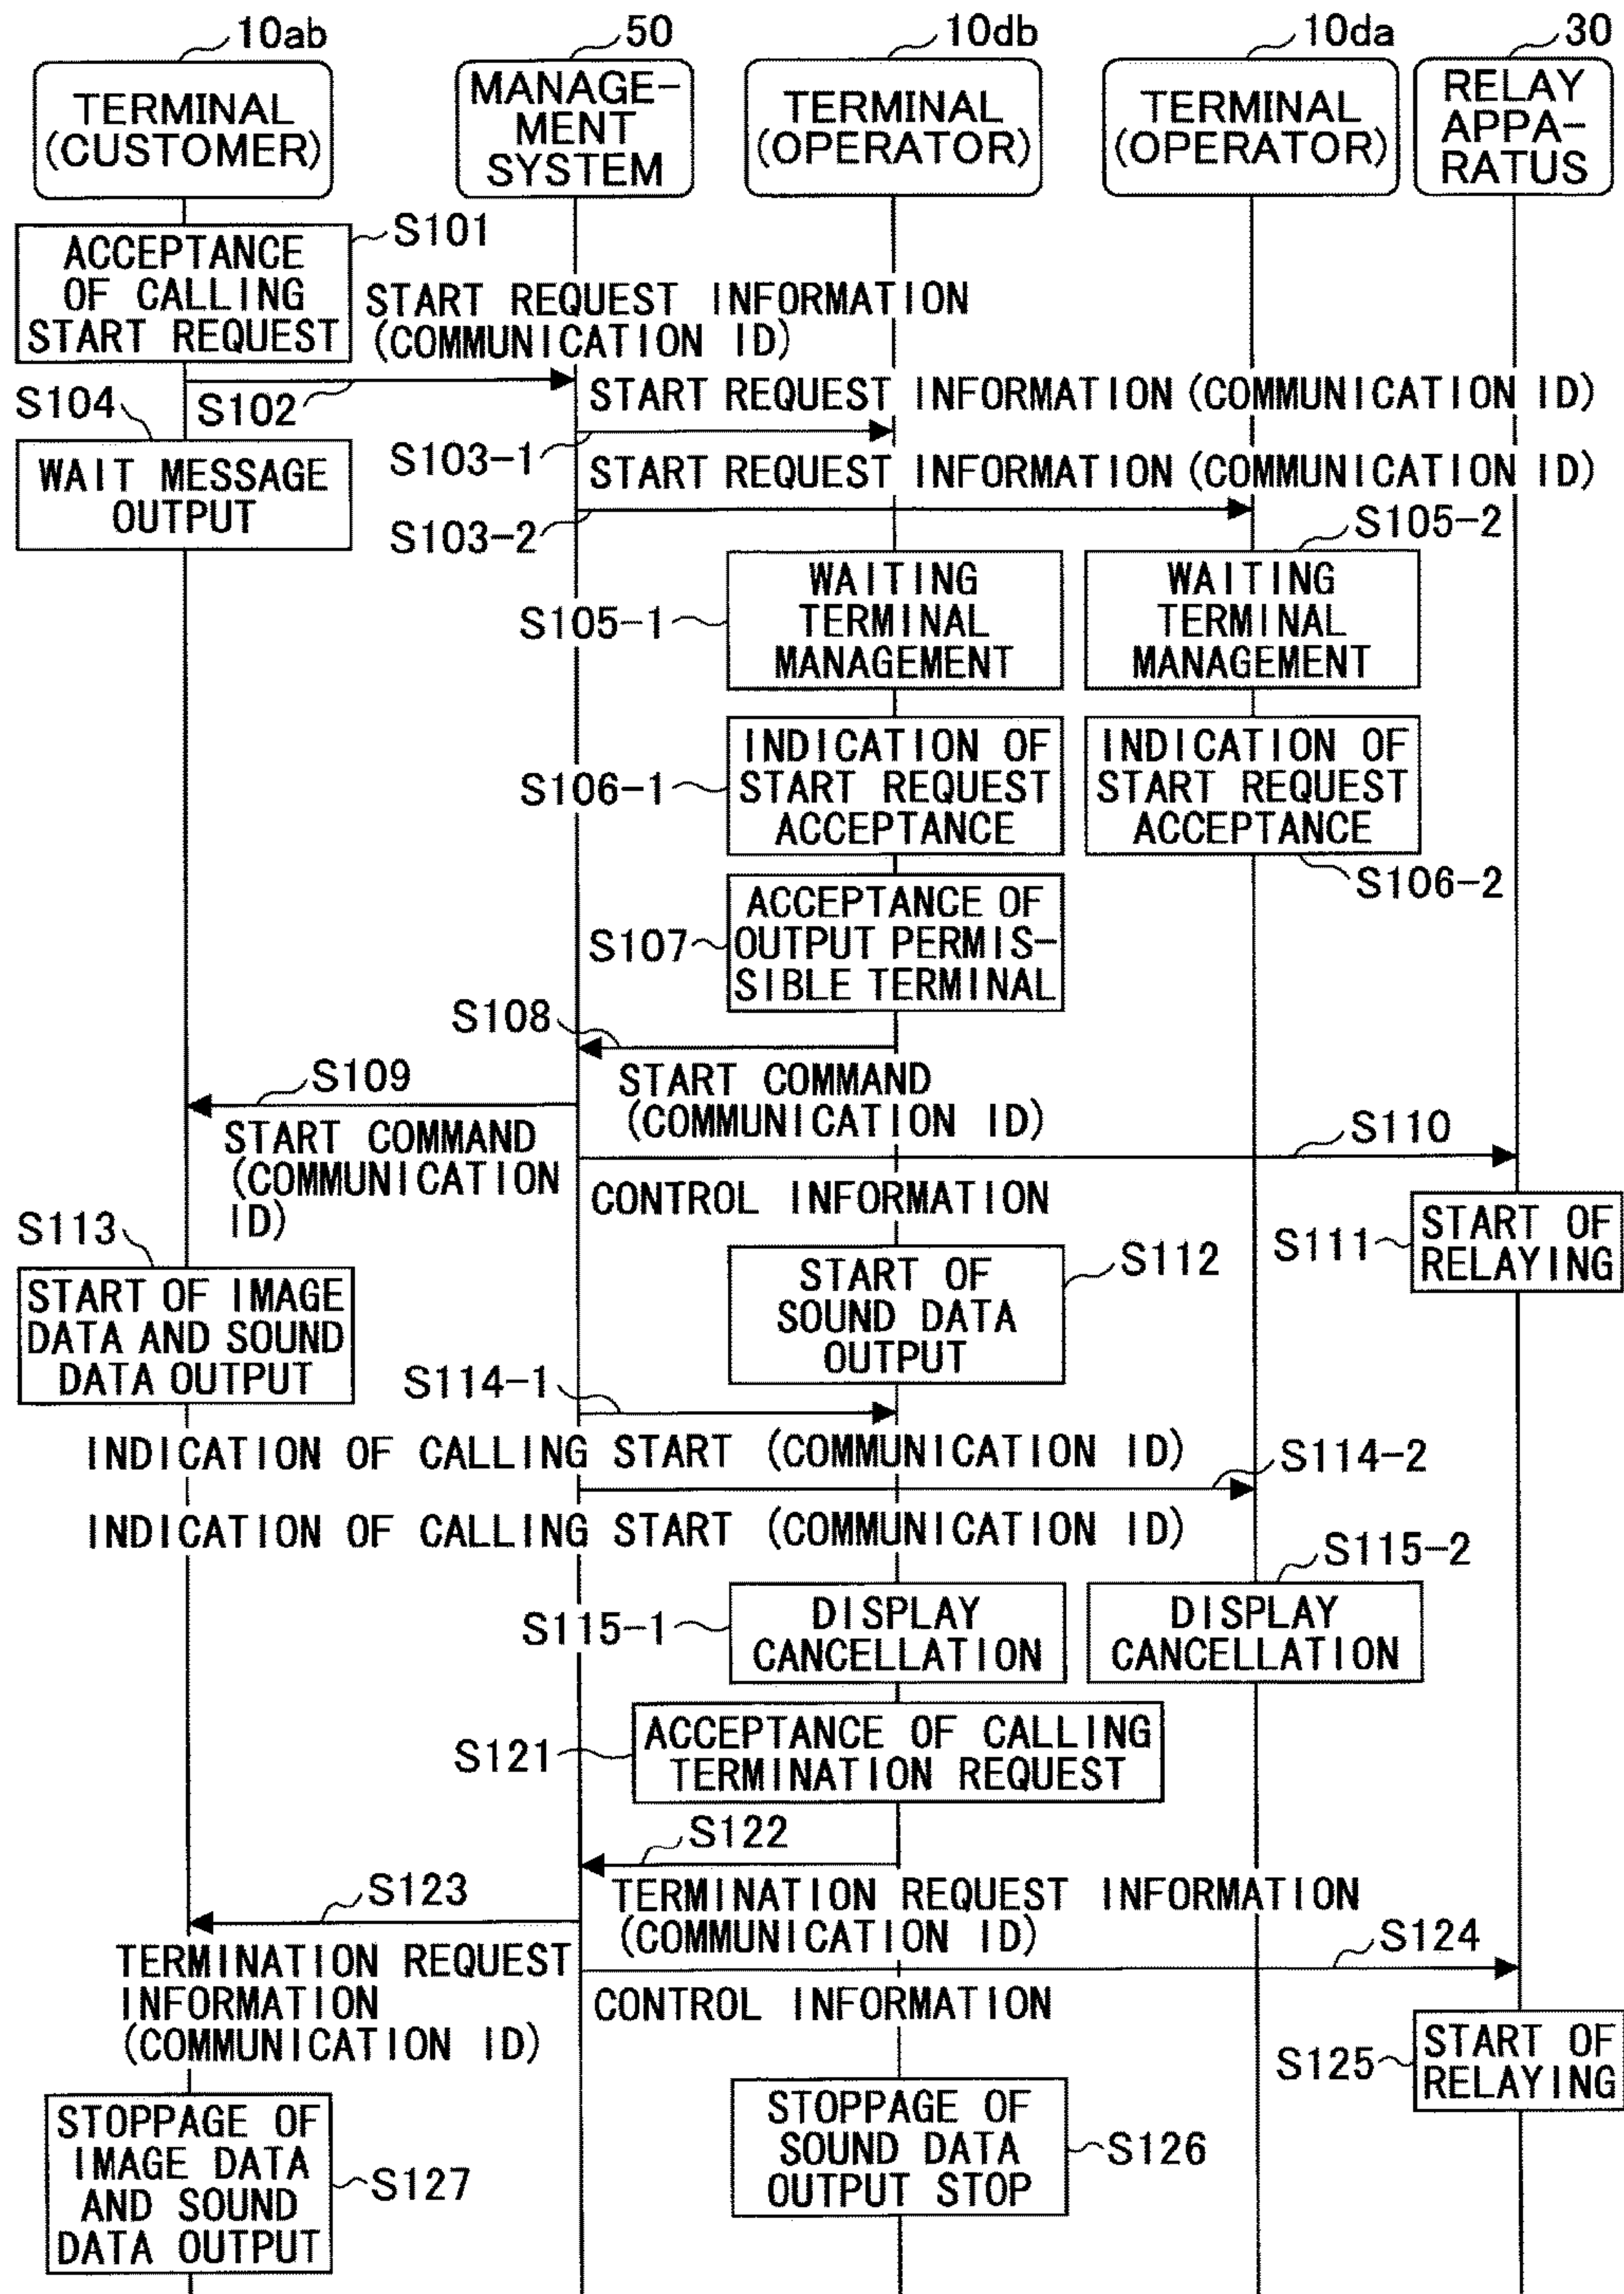 10ab
50
10db
10da
30
TERMINAL
(CUSTOMER)
MANAGE-
MENT
SYSTEM
TERMINAL
(OPERATOR)
TERMINAL
(OPERATOR)
RELAY
APPA-
RATUS
ACCEPTANCE
OF CALLING
START REQUEST
S101
START REQUEST INFORMATION
(COMMUNICATION ID)
S102
START REQUEST INFORMATION (COMMUNICATION ID)
S103-1
S104
WAIT MESSAGE
OUTPUT
START REQUEST INFORMATION (COMMUNICATION ID)
S103-2
S105-1
WAITING
TERMINAL
MANAGEMENT
S105-2
WAITING
TERMINAL
MANAGEMENT
S106-1
INDICATION OF
START REQUEST
ACCEPTANCE
INDICATION OF
START REQUEST
ACCEPTANCE
S106-2
S107
ACCEPTANCE OF
OUTPUT PERMIS-
SIBLE TERMINAL
S108
START COMMAND
(COMMUNICATION ID)
S109
START COMMAND
(COMMUNICATION
ID)
S110
CONTROL INFORMATION
S111
START OF
RELAYING
S112
START OF
SOUND DATA
OUTPUT
S113
START OF IMAGE
DATA AND SOUND
DATA OUTPUT
S114-1
INDICATION OF CALLING START (COMMUNICATION ID)
S114-2
INDICATION OF CALLING START (COMMUNICATION ID)
S115-1
DISPLAY
CANCELLATION
S115-2
DISPLAY
CANCELLATION
S121
ACCEPTANCE OF CALLING
TERMINATION REQUEST
S122
TERMINATION REQUEST INFORMATION
(COMMUNICATION ID)
S123
TERMINATION REQUEST
INFORMATION
(COMMUNICATION ID)
S124
CONTROL INFORMATION
S125
START OF
RELAYING
STOPPAGE OF
SOUND DATA
OUTPUT STOP
S126
STOPPAGE OF
IMAGE DATA
AND SOUND
DATA OUTPUT
S127